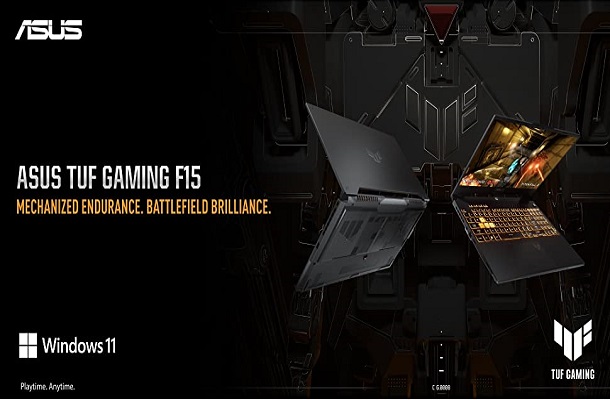 ASUS
ASUS TUF GAMING F15
MECHANIZED ENDURANCE. BATTLEFIELD BRILLIANCE.
Windows 11
TUF GAMING
Playtime. Anytime.